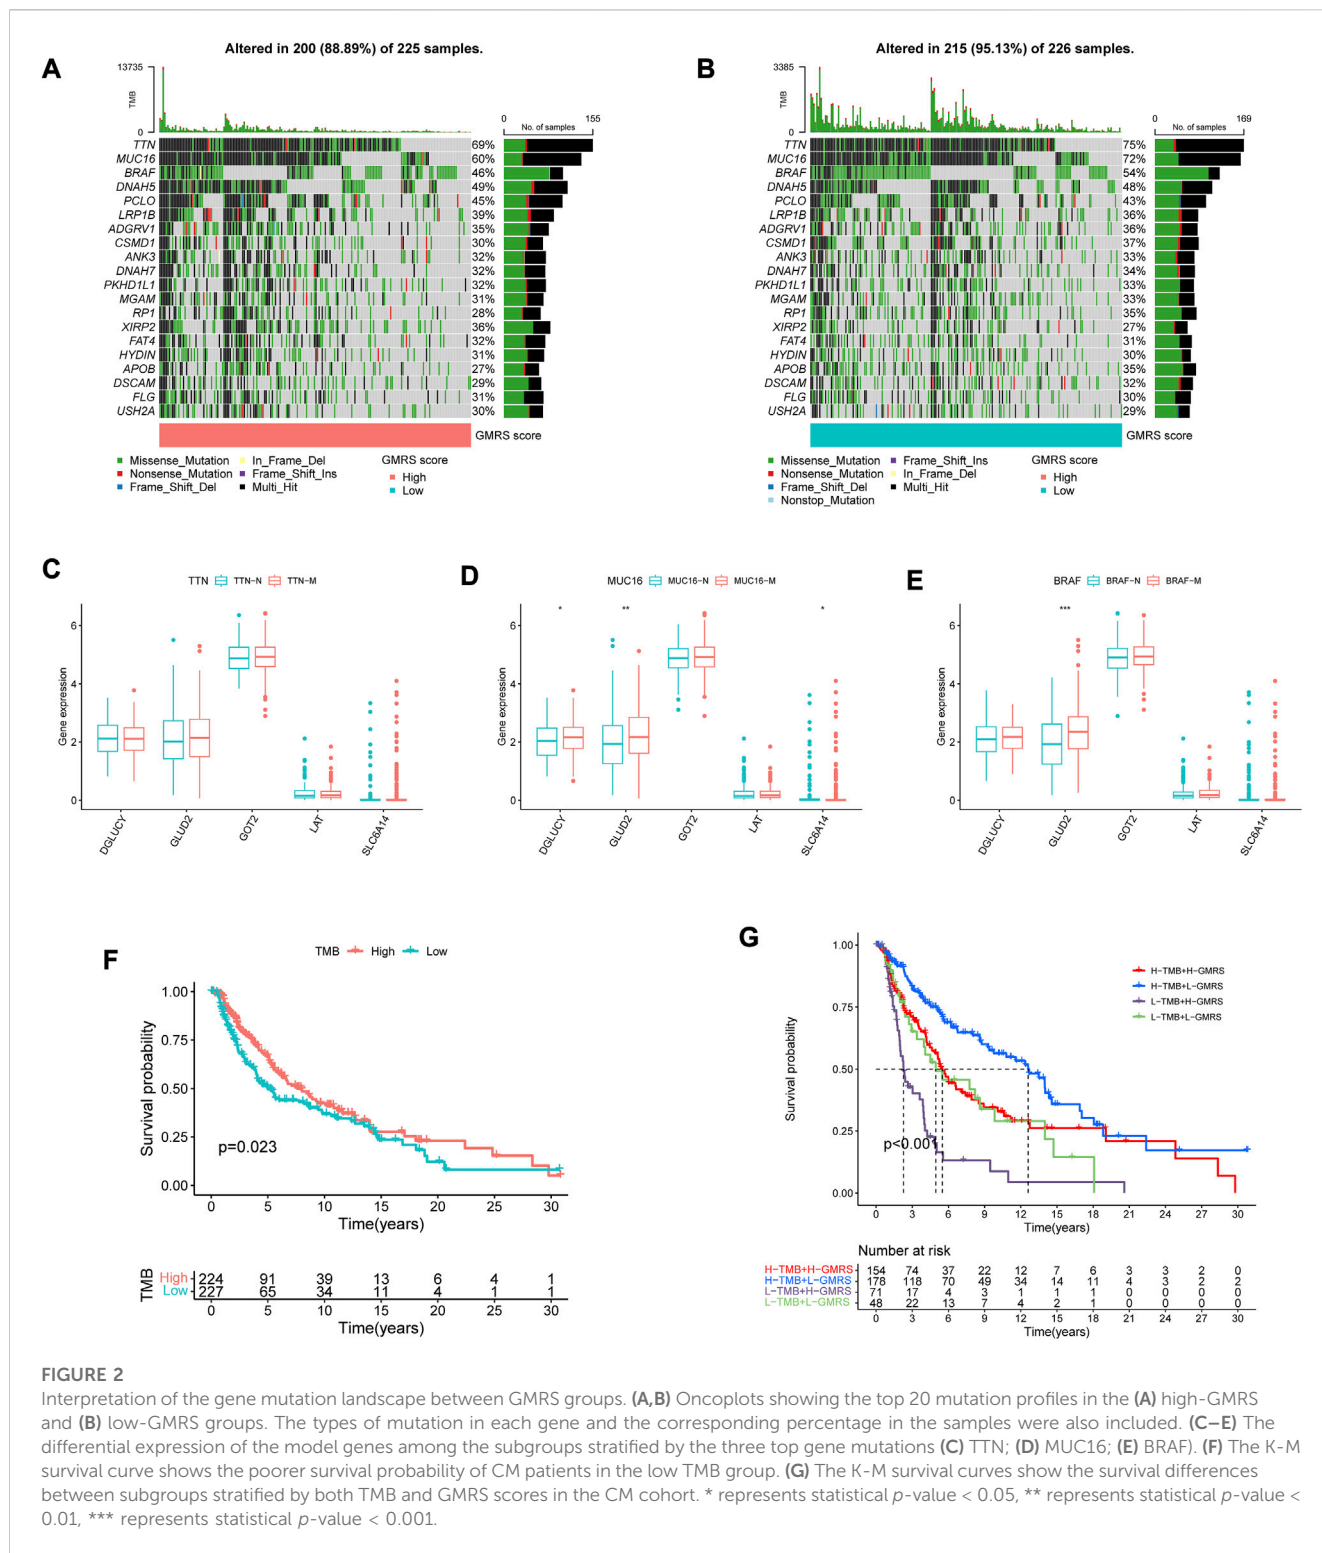 Altered in 200 (88.89%) of 225 samples.
A
13735
TMB
0
0 155
No. of samples
TTN 69%
MUC16 60%
BRAF 46%
DNAH5 49%
PCLO 45%
LRP1B 39%
ADGRV1 35%
CSMD1 30%
ANK3 32%
DNAH7 32%
PKHD1L1 32%
MGAM 31%
RP1 28%
XIRP2 36%
FAT4 32%
HYDIN 31%
APOB 27%
DSCAM 29%
FLG 31%
USH2A 30%
GMRS score
Missense_Mutation In_Frame_Del GMRS score
Nonsense_Mutation Frame_Shift_Ins High
Frame_Shift_Del Multi_Hit Low
Altered in 215 (95.13%) of 226 samples.
B
3385
TMB
0
0 169
No. of samples
TTN 75%
MUC16 72%
BRAF 54%
DNAH5 48%
PCLO 43%
LRP1B 36%
ADGRV1 36%
CSMD1 37%
ANK3 33%
DNAH7 34%
PKHD1L1 33%
MGAM 33%
RP1 35%
XIRP2 27%
FAT4 31%
HYDIN 30%
APOB 35%
DSCAM 32%
FLG 30%
USH2A 29%
GMRS score
Missense_Mutation Frame_Shift_Ins GMRS score
Nonsense_Mutation In_Frame_Del High
Frame_Shift_Del Multi_Hit Low
Nonstop_Mutation
C
TTN TTN-N TTN-M
Gene expression
6
4
2
0
DGLUCY GLUD2 GOT2 LAT SLC6A14
D
MUC16 MUC16-N MUC16-M
* ** *
Gene expression
6
4
2
0
DGLUCY GLUD2 GOT2 LAT SLC6A14
E
BRAF BRAF-N BRAF-M
***
Gene expression
6
4
2
0
DGLUCY GLUD2 GOT2 LAT SLC6A14
F
TMB High Low
Survival probability
1.00
0.75
0.50
0.25
0.00
p=0.023
0 5 10 15 20 25 30
Time(years)
TMB
High 224 91 39 13 6 4 1
Low 227 65 34 11 4 1 1
0 5 10 15 20 25 30
Time(years)
G
H-TMB+H-GMRS
H-TMB+L-GMRS
L-TMB+H-GMRS
L-TMB+L-GMRS
Survival probability
1.00
0.75
0.50
0.25
0.00
p<0.001
0 3 6 9 12 15 18 21 24 27 30
Time(years)
Number at risk
H-TMB+H-GMRS 154 74 37 22 12 7 6 3 3 2 0
H-TMB+L-GMRS 178 118 70 49 34 14 11 4 3 2 2
L-TMB+H-GMRS 71 17 4 3 1 1 1 0 0 0 0
L-TMB+L-GMRS 48 22 13 7 4 2 1 0 0 0 0
0 3 6 9 12 15 18 21 24 27 30
Time(years)
FIGURE 2
Interpretation of the gene mutation landscape between GMRS groups. (A,B) Oncoplots showing the top 20 mutation profiles in the (A) high-GMRS
and (B) low-GMRS groups. The types of mutation in each gene and the corresponding percentage in the samples were also included. (C–E) The
differential expression of the model genes among the subgroups stratified by the three top gene mutations (C) TTN; (D) MUC16; (E) BRAF). (F) The K-M
survival curve shows the poorer survival probability of CM patients in the low TMB group. (G) The K-M survival curves show the survival differences
between subgroups stratified by both TMB and GMRS scores in the CM cohort. * represents statistical p-value < 0.05, ** represents statistical p-value <
0.01, *** represents statistical p-value < 0.001.